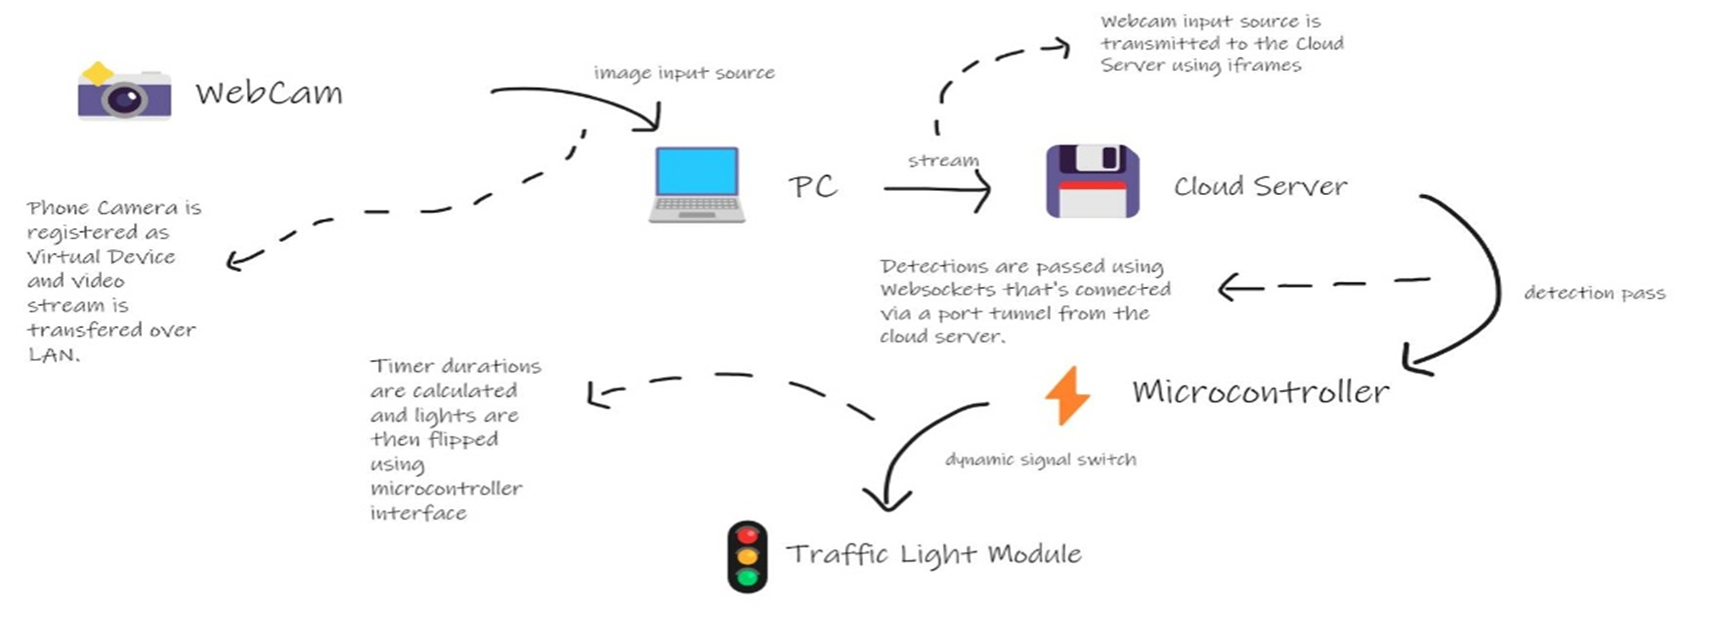 WebCam
image input source
Webcam input source is
transmitted to the Cloud
Server using iframes
PC
stream
Cloud Server
Phone Camera is
registered as
Virtual Device
and video
stream is
transfered over
LAN.
Detections are passed using
Websockets that's connected
via a port tunnel from the
cloud server.
detection pass
Timer durations
are calculated
and lights are
then flipped
using
microcontroller
interface
Microcontroller
dynamic signal switch
Traffic Light Module